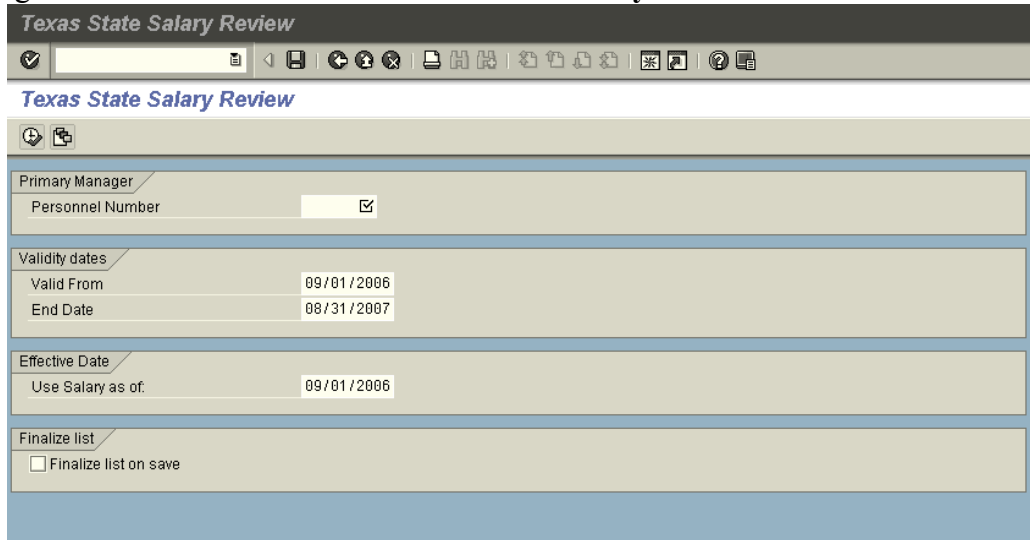 Texas State Salary Review
Texas State Salary Review
Primary Manager
Personnel Number
Validity dates
Valid From 09/01/2006
End Date 08/31/2007
Effective Date
Use Salary as of: 09/01/2006
Finalize list
Finalize list on save